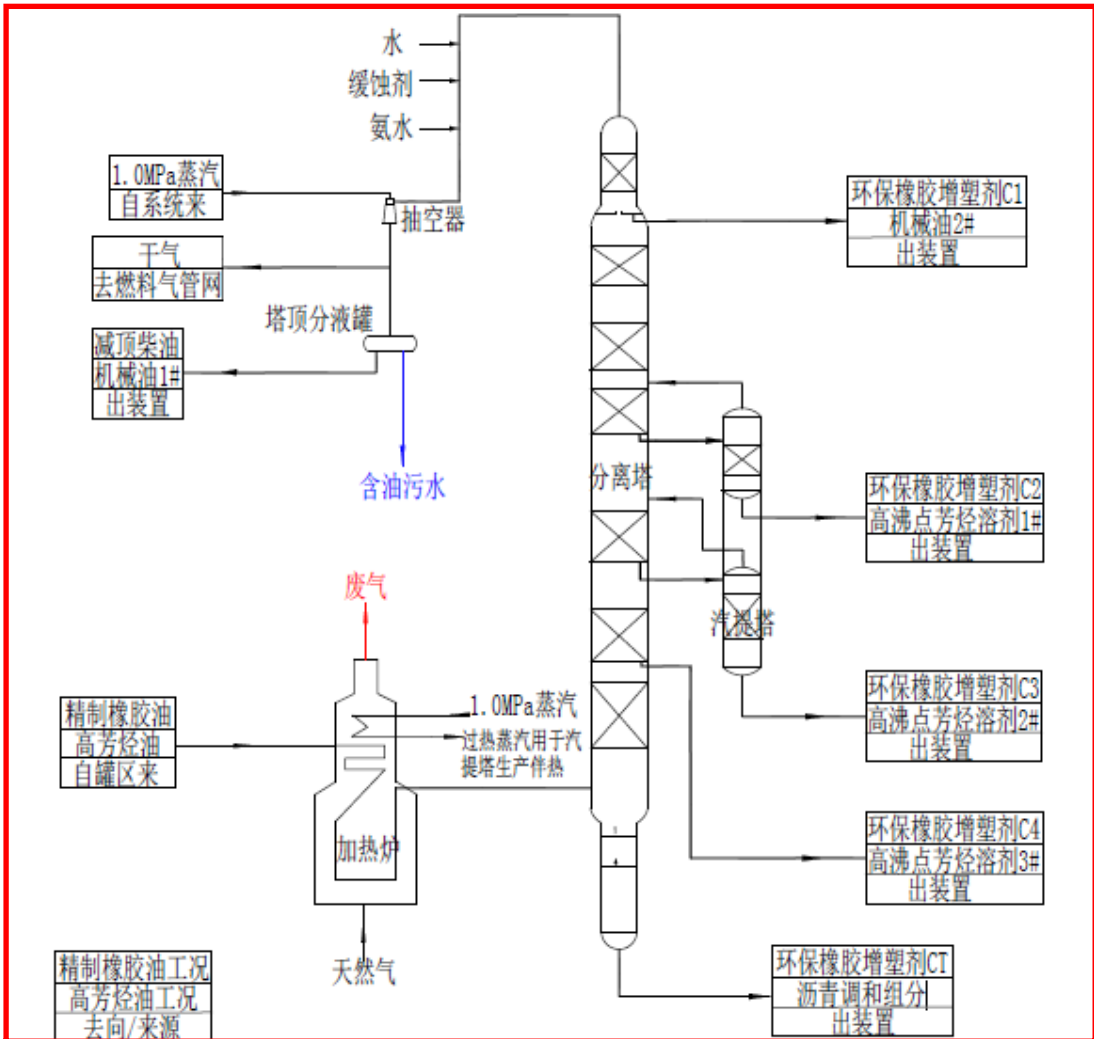 水
缓蚀剂
氨水
1.0MPa蒸汽
自系统来
抽空器
干气
去燃料气管网
塔顶分液罐
减顶柴油
机械油1#
出装置
含油污水
环保橡胶增塑剂C1
机械油2#
出装置
分离塔
环保橡胶增塑剂C2
高沸点芳烃溶剂1#
出装置
汽提塔
废气
环保橡胶增塑剂C3
高沸点芳烃溶剂2#
出装置
精制橡胶油
高芳烃油
自罐区来
1.0MPa蒸汽
过热蒸汽用于汽
提塔生产伴热
加热炉
环保橡胶增塑剂C4
高沸点芳烃溶剂3#
出装置
天然气
环保橡胶增塑剂CT
沥青调和组分
出装置
精制橡胶油工况
高芳烃油工况
去向/来源